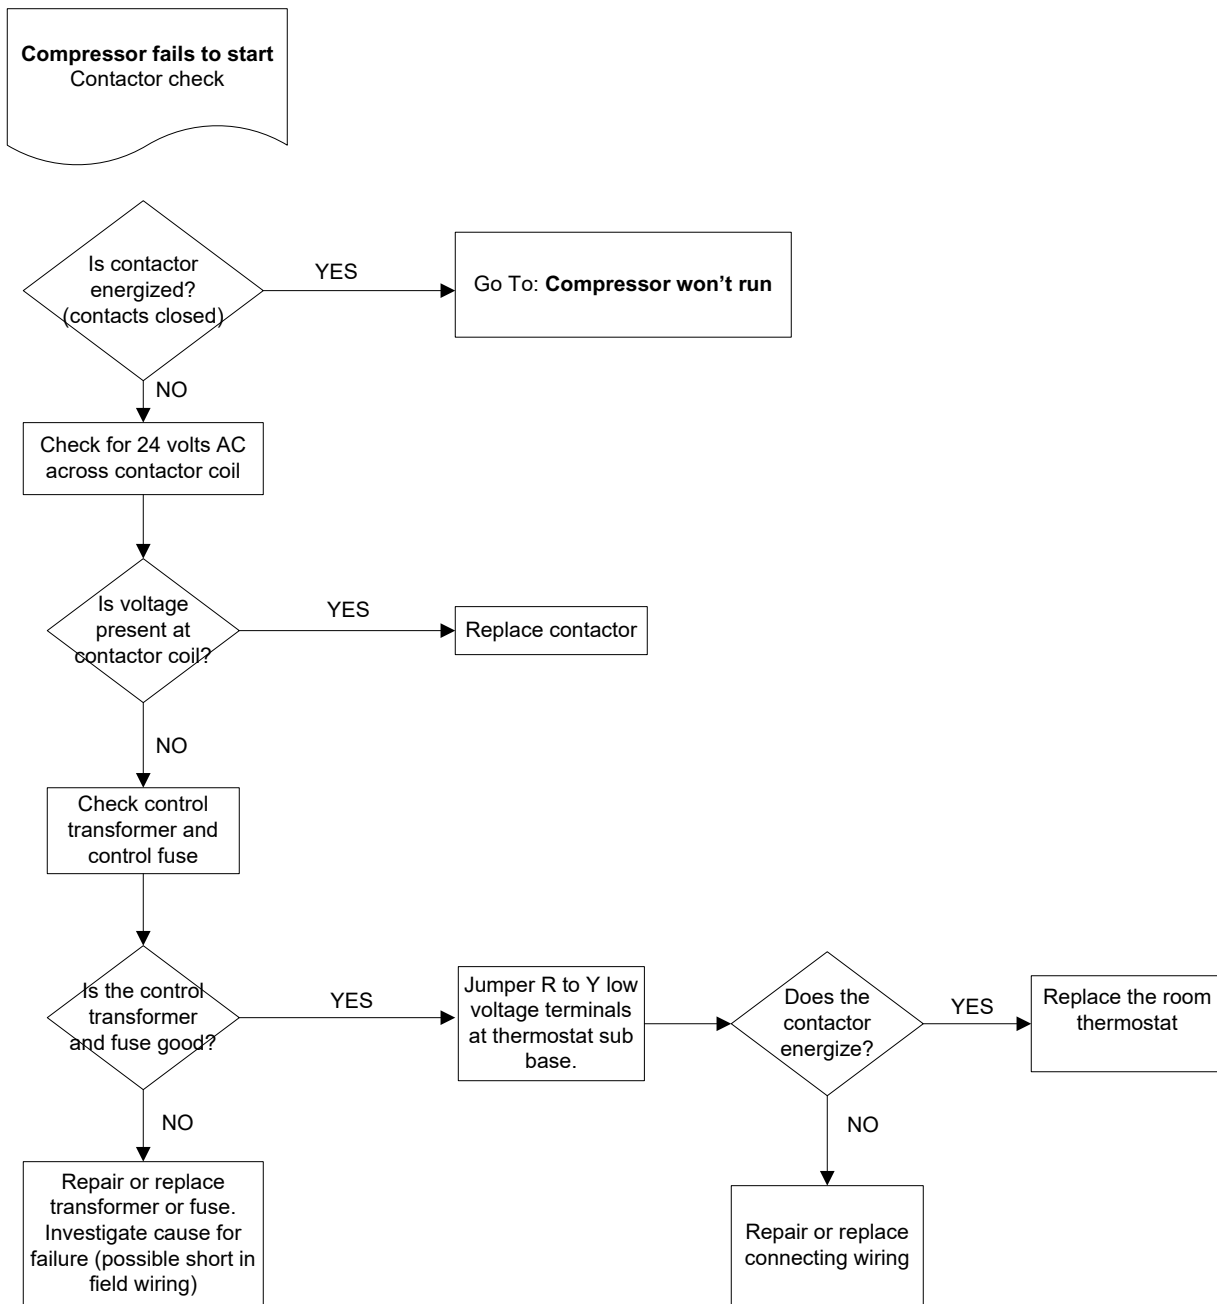 Compressor fails to start
Contactor check
Is contactor
energized?
(contacts closed)
YES
Go To: Compressor won’t run
NO
Check for 24 volts AC
across contactor coil
Is voltage
present at
contactor coil?
YES
Replace contactor
NO
Check control
transformer and
control fuse
Is the control
transformer
and fuse good?
YES
Jumper R to Y low
voltage terminals
at thermostat sub
base.
Does the
contactor
energize?
YES
Replace the room
thermostat
NO
Repair or replace
transformer or fuse.
Investigate cause for
failure (possible short in
field wiring)
NO
Repair or replace
connecting wiring